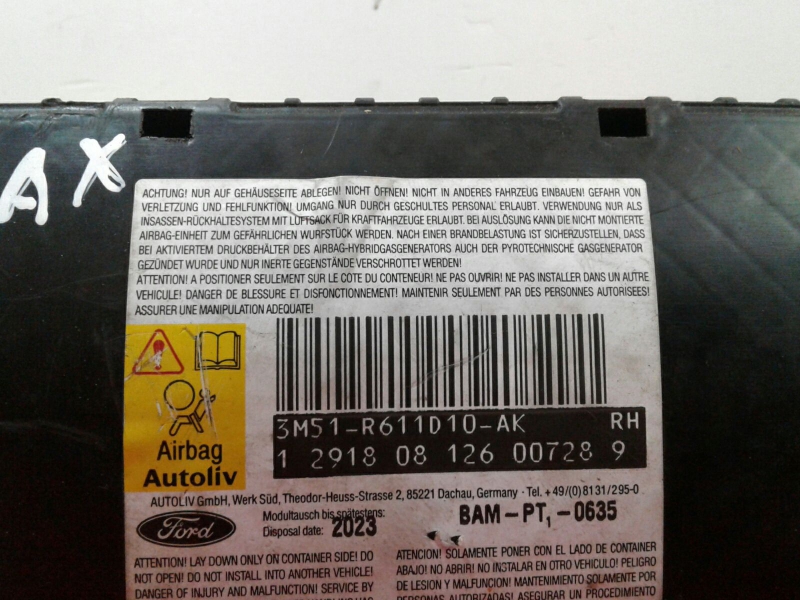 AX
ACHTUNG! NUR AUF GEHÄUSESEITE ABLEGEN! NICHT ÖFFNEN! NICHT IN ANDERES FAHRZEUG EINBAUEN! GEFAHR VON
VERLETZUNG UND FEHLFUNKTION! UMGANG NUR DURCH GESCHULTES PERSONAL ERLAUBT. VERWENDUNG NUR ALS
INSASSEN-RÜCKHALTESYSTEM MIT LUFTSACK FÜR KRAFTFAHRZEUGE ERLAUBT. BEI AUSLÖSUNG KANN DIE NICHT MONTIERTE
AIRBAG-EINHEIT ZUM GEFÄHRLICHEN WURFSTÜCK WERDEN. NACH EINER BRANDBELASTUNG IST SICHERZUSTELLEN, DASS
BEI AKTIVIERTEM DRUCKBEHÄLTER DES AIRBAG-HYBRIDGASGENERATORS AUCH DER PYROTECHNISCHE GASGENERATOR
GEZÜNDET WURDE UND NUR INERTE GEGENSTÄNDE VERSCHROTTET WERDEN!
ATTENTION! A POSITIONER SEULEMENT SUR LE COTE DU CONTENEUR! NE PAS OUVRIR! NE PAS INSTALLER DANS UN AUTRE
VEHICULE! DANGER DE BLESSURE ET DISFONCTIONNEMENT! MAINTENIR SEULEMENT PAR DES PERSONNES AUTORISEES!
ASSURER UNE MANIPULATION ADEQUATE!
Airbag
Autoliv
3M51-R611D10-AK RH
1 2918 08 126 00728 9
AUTOLIV GmbH, Werk Süd, Theodor-Heuss-Strasse 2, 85221 Dachau, Germany - Tel. +49/(0)8131/295-0
Ford
Modultausch bis spätestens:
Disposal date: 2023
BAM-PT1-0635
ATTENTION! LAY DOWN ONLY ON CONTAINER SIDE! DO
NOT OPEN! DO NOT INSTALL INTO ANOTHER VEHICLE!
DANGER OF INJURY AND MALFUNCTION! SERVICE BY
ATENCION! SOLAMENTE PONER CON EL LADO DE CONTAINER
ABAJO! NO ABRIR! NO INSTALAR EN OTRO VEHICULO! PELIGRO
DE LESION Y MALFUNCION! MANTENIMIENTO SOLAMENTE POR
PERSONAS AUTORIZADAS! ASEGURAR UN PROCEDIMIENTO